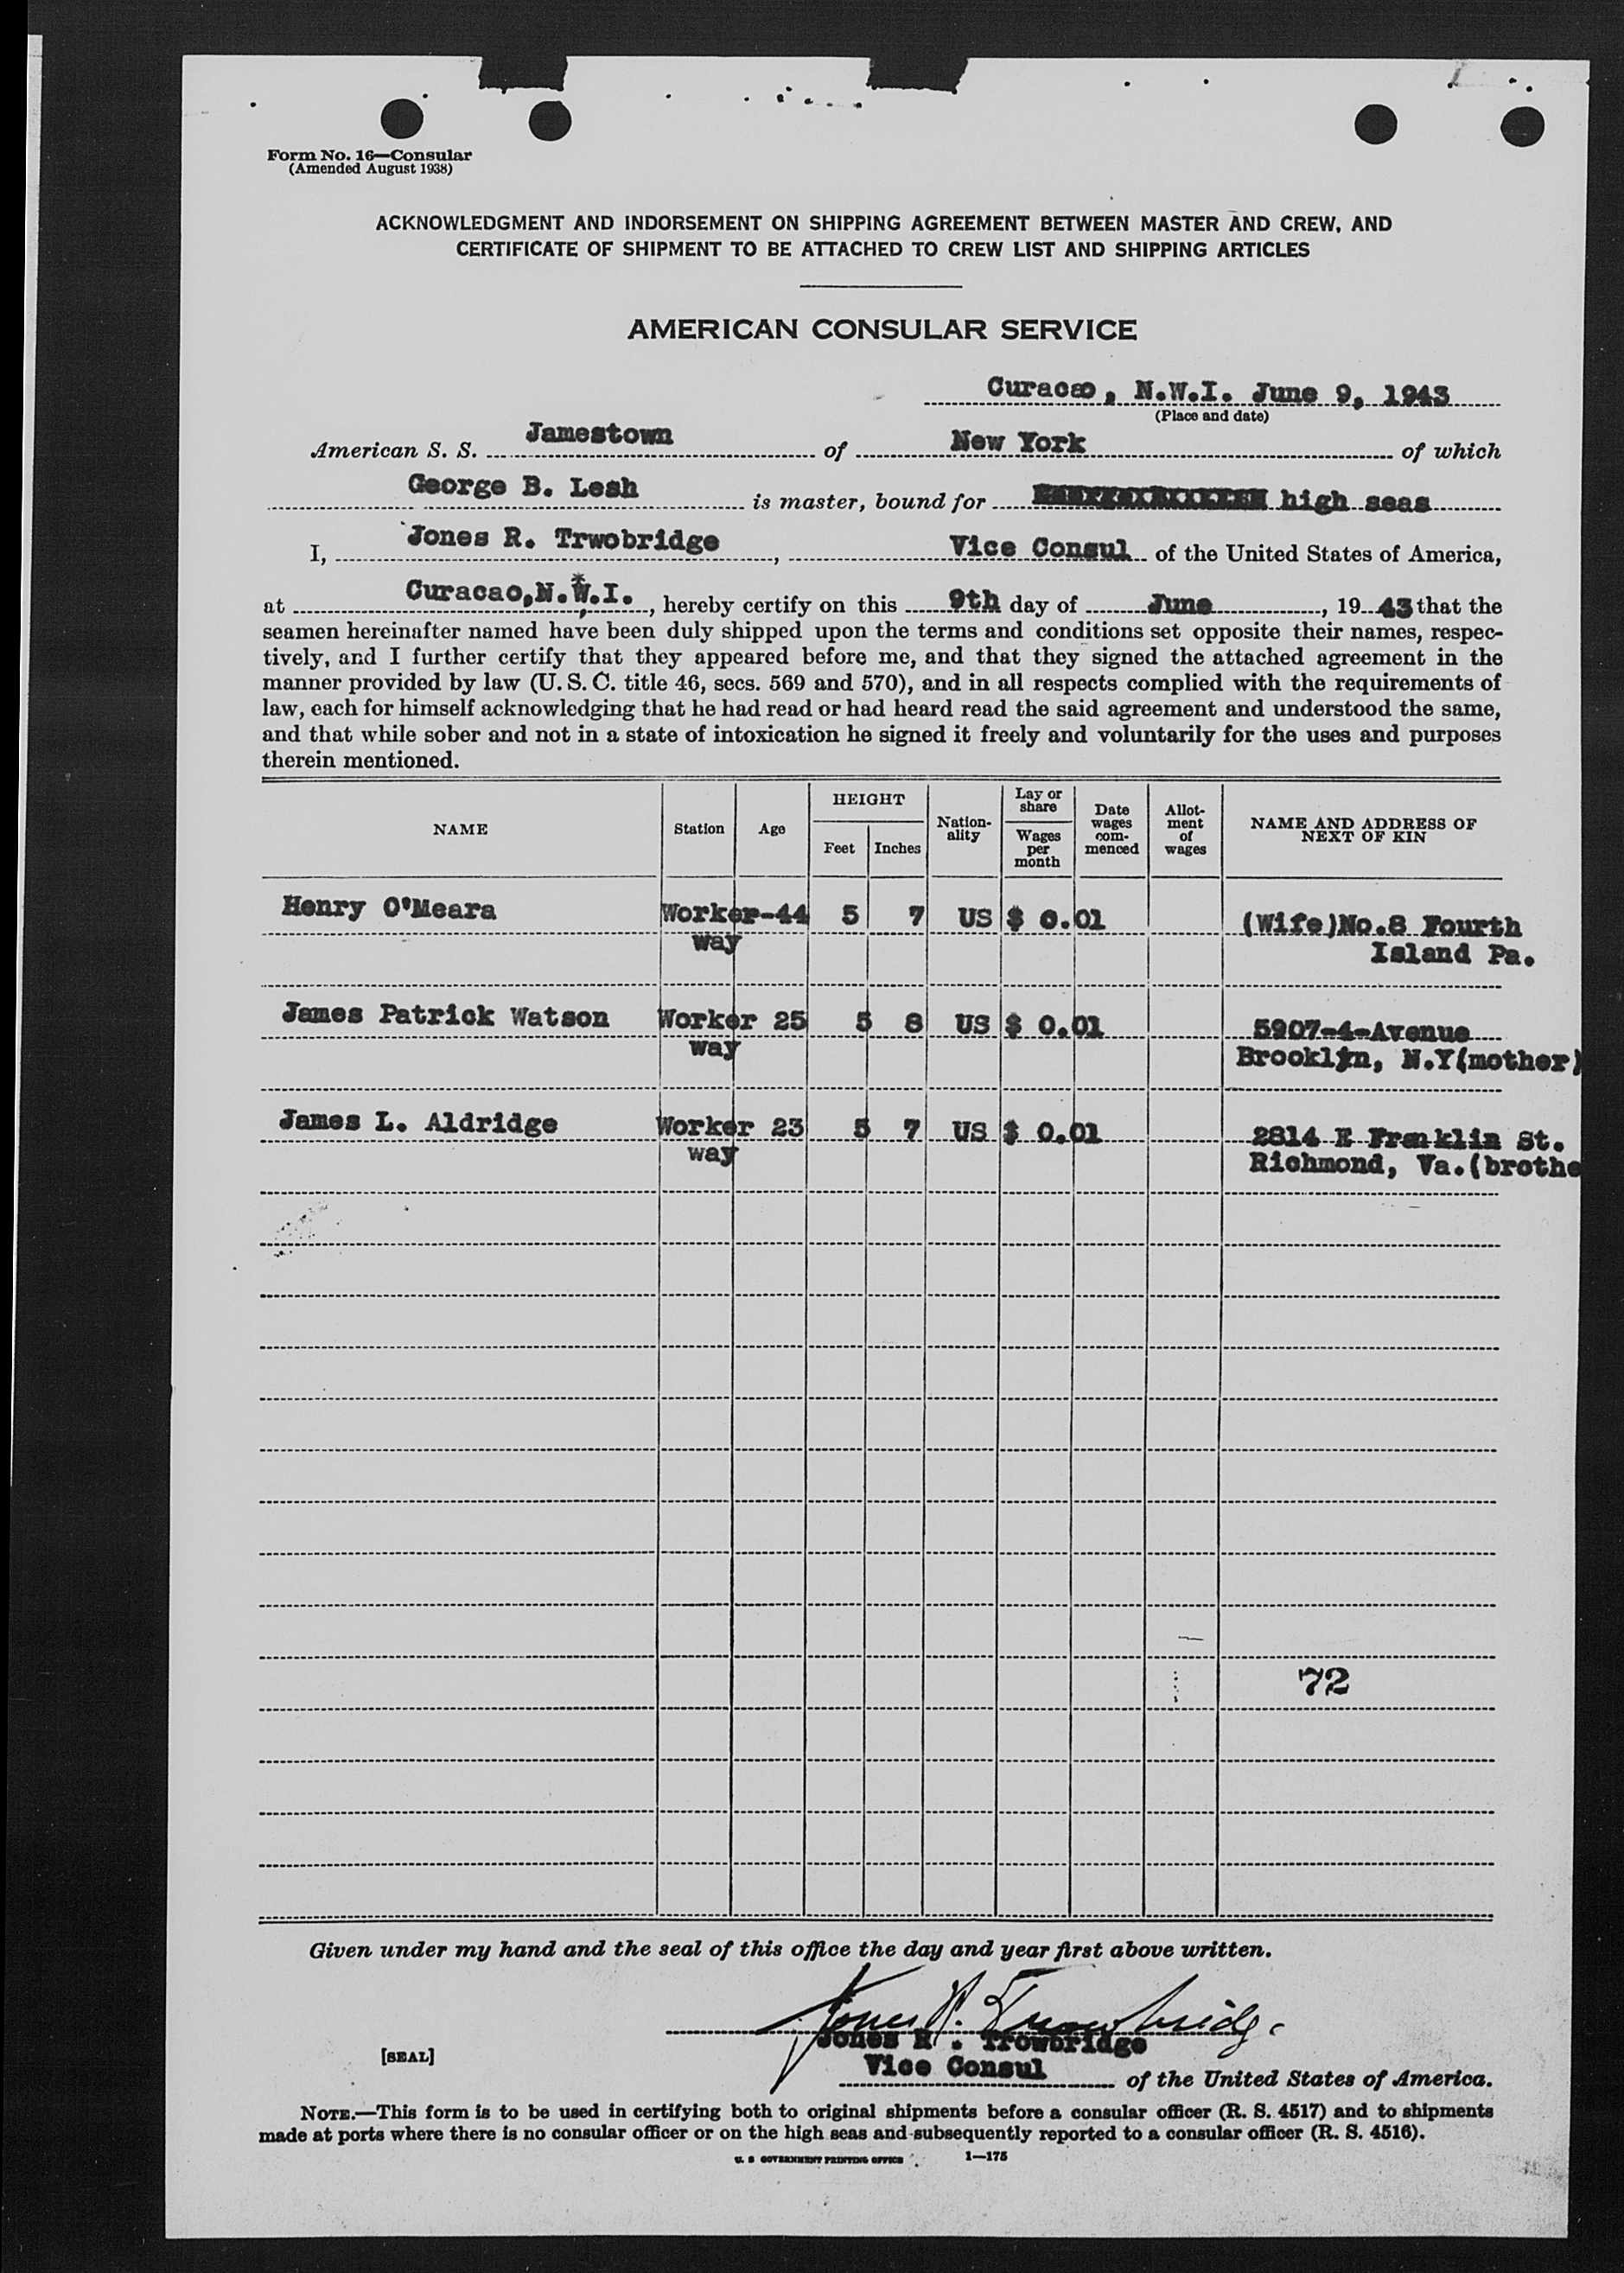 Form No. 16—Consular
(Amended August 1938)
ACKNOWLEDGMENT AND INDORSEMENT ON SHIPPING AGREEMENT BETWEEN MASTER AND CREW, AND
CERTIFICATE OF SHIPMENT TO BE ATTACHED TO CREW LIST AND SHIPPING ARTICLES
AMERICAN CONSULAR SERVICE
Curacao, N.W.I. June 9, 1943
(Place and date)
American S. S. Jamestown of New York of which
George B. Lesh is master, bound for high seas
I, Jones R. Trwobridge, Vice Consul of the United States of America,
at Curacao,N.W.I., hereby certify on this 9th day of June, 19 43 that the
seamen hereinafter named have been duly shipped upon the terms and conditions set opposite their names, respec-
tively, and I further certify that they appeared before me, and that they signed the attached agreement in the
manner provided by law (U. S. C. title 46, secs. 569 and 570), and in all respects complied with the requirements of
law, each for himself acknowledging that he had read or had heard read the said agreement and understood the same,
and that while sober and not in a state of intoxication he signed it freely and voluntarily for the uses and purposes
therein mentioned.
NAME Station Age HEIGHT Feet Inches Nation-ality Lay or share Wages per month Date wages com-menced Allot-ment of wages NAME AND ADDRESS OF NEXT OF KIN
Henry O'Meara Worker-44 5 7 US $ 0.01 (Wife)No.8 Fourth
way Island Pa.
James Patrick Watson Worker 25 5 8 US $ 0.01 5907-4-Avenue
way Brooklyn, N.Y(mother)
James L. Aldridge Worker 23 5 7 US $ 0.01 2814 E Franklin St.
way Richmond, Va.(brothe
72
Given under my hand and the seal of this office the day and year first above written.
Jones R. Trowbridge
Jones R . Trowbridge
[SEAL]
Vice Consul of the United States of America.
NOTE.—This form is to be used in certifying both to original shipments before a consular officer (R. S. 4517) and to shipments
made at ports where there is no consular officer or on the high seas and subsequently reported to a consular officer (R. S. 4516).
U. S GOVERNMENT PRINTING OFFICE 1—175